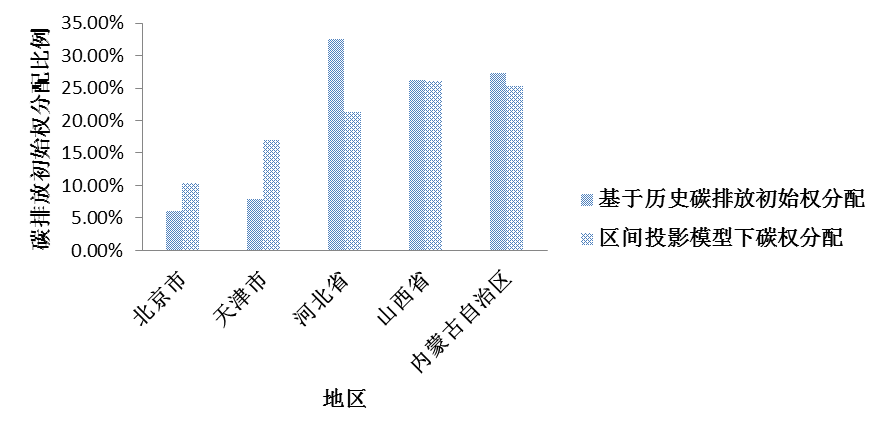 碳排放初始权分配比例
35.00%
30.00%
25.00%
20.00%
15.00%
10.00%
5.00%
0.00%
北京市
天津市
河北省
山西省
内蒙古自治区
地区
基于历史碳排放初始权分配
区间投影模型下碳权分配